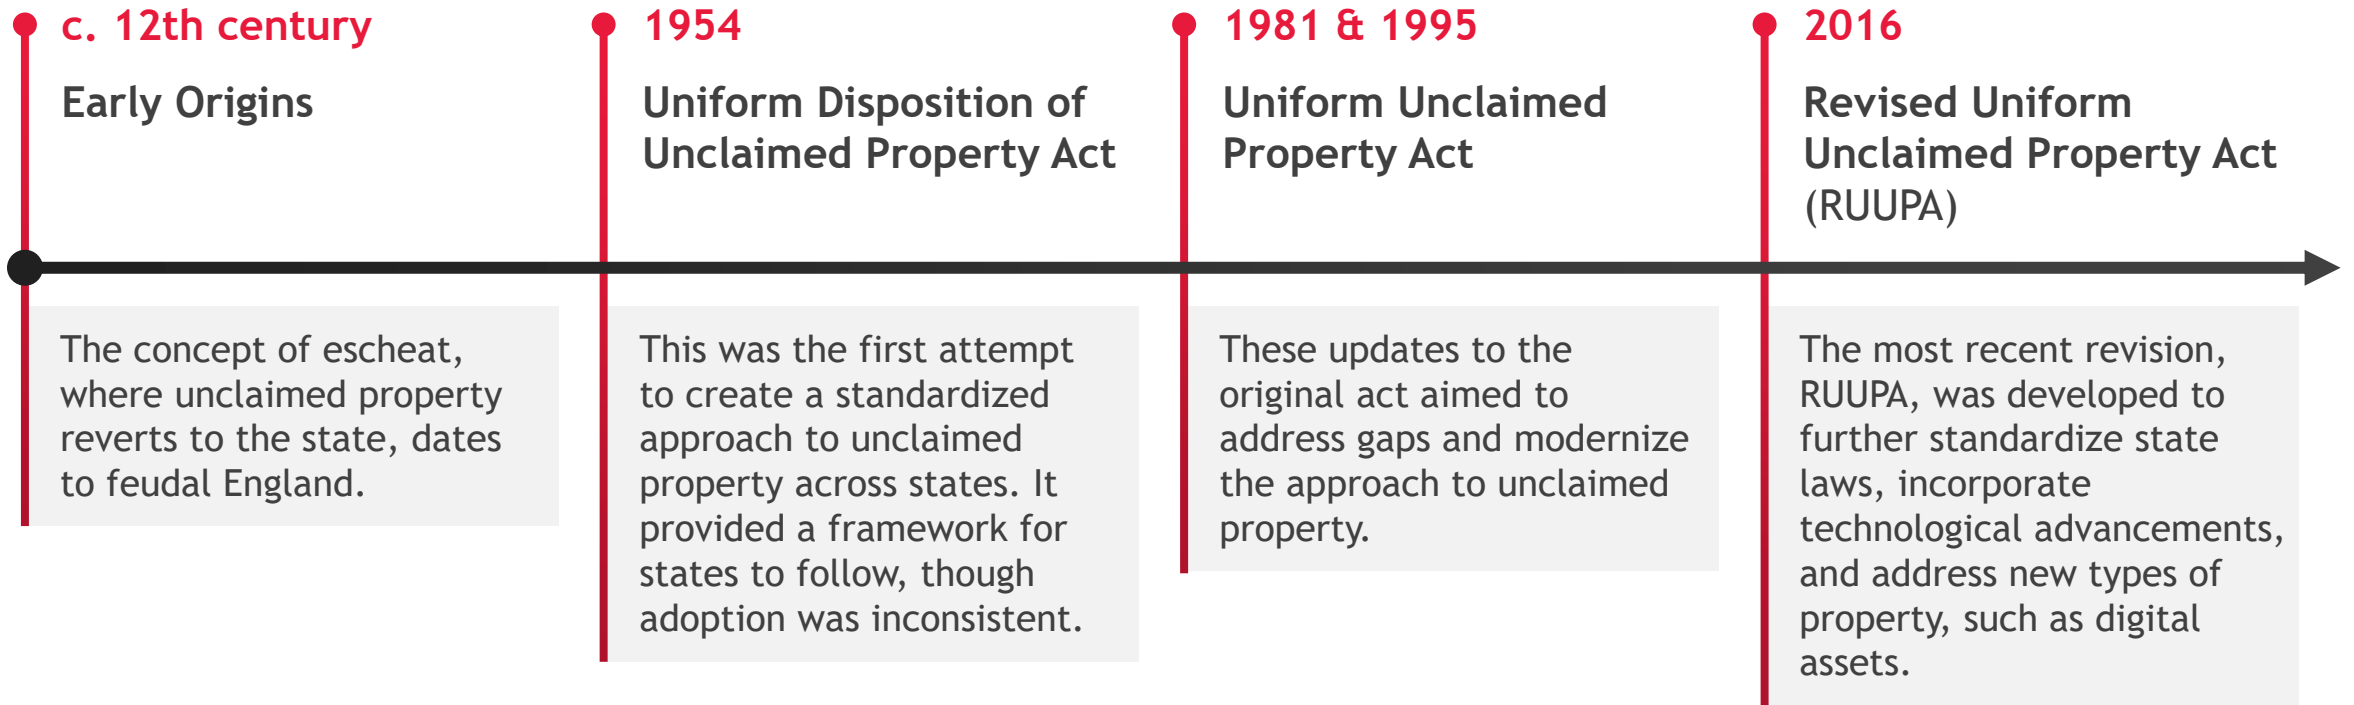 c. 12th century
Early Origins
The concept of escheat,
where unclaimed property
reverts to the state, dates
to feudal England.
1954
Uniform Disposition of
Unclaimed Property Act
This was the first attempt
to create a standardized
approach to unclaimed
property across states. It
provided a framework for
states to follow, though
adoption was inconsistent.
1981 & 1995
Uniform Unclaimed
Property Act
These updates to the
original act aimed to
address gaps and modernize
the approach to unclaimed
property.
2016
Revised Uniform
Unclaimed Property Act
(RUUPA)
The most recent revision,
RUUPA, was developed to
further standardize state
laws, incorporate
technological advancements,
and address new types of
property, such as digital
assets.